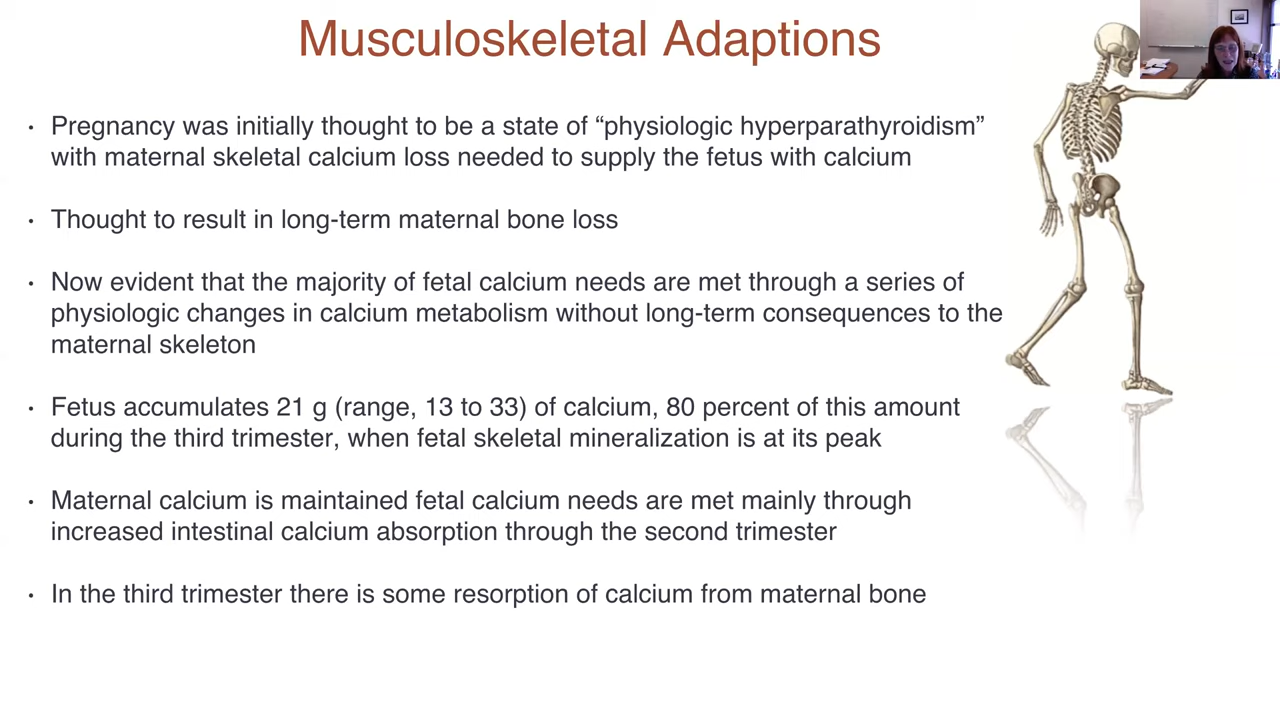 Musculoskeletal Adaptions
• Pregnancy was initially thought to be a state of “physiologic hyperparathyroidism”
with maternal skeletal calcium loss needed to supply the fetus with calcium
• Thought to result in long-term maternal bone loss
• Now evident that the majority of fetal calcium needs are met through a series of
physiologic changes in calcium metabolism without long-term consequences to the
maternal skeleton
• Fetus accumulates 21 g (range, 13 to 33) of calcium, 80 percent of this amount
during the third trimester, when fetal skeletal mineralization is at its peak
• Maternal calcium is maintained fetal calcium needs are met mainly through
increased intestinal calcium absorption through the second trimester
• In the third trimester there is some resorption of calcium from maternal bone